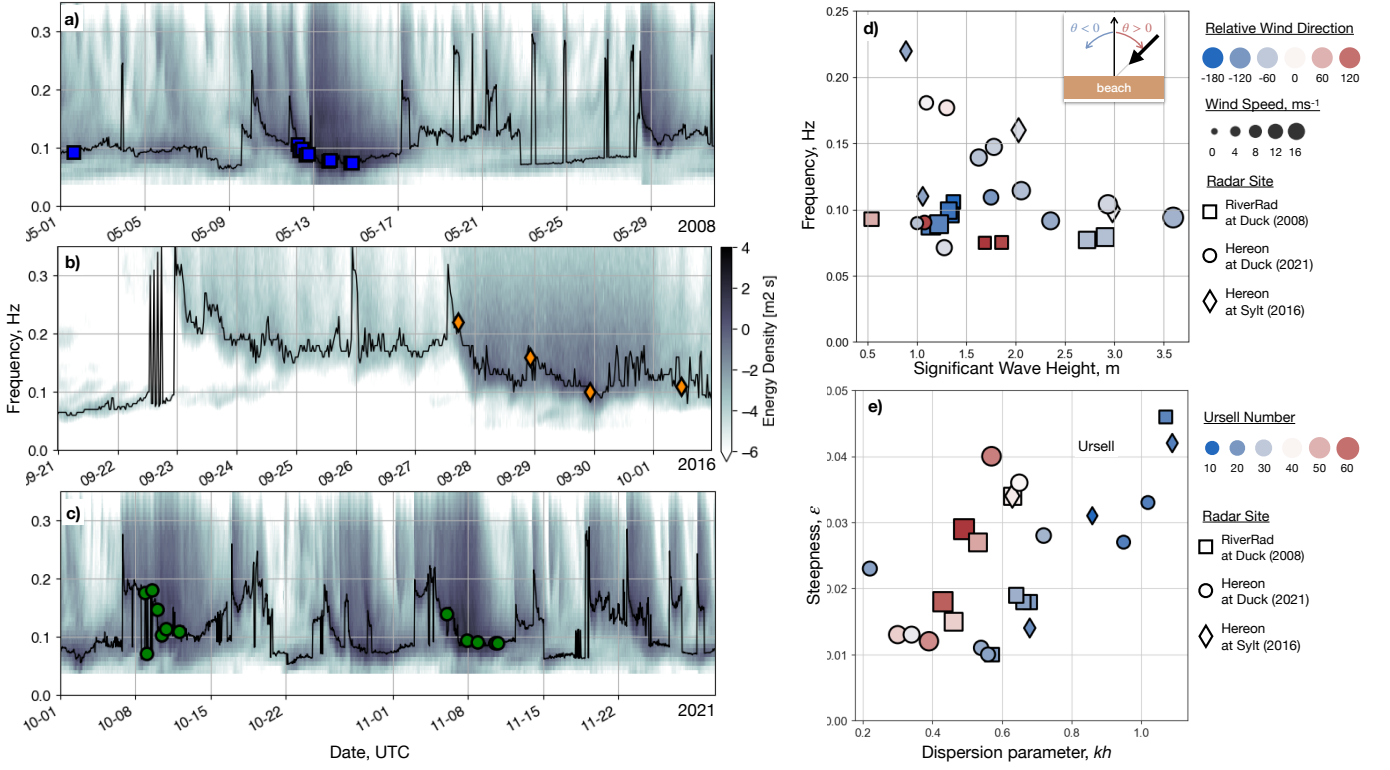 a)
0.3
0.2
0.1
0.0
05-01
05-05
05-09
05-13
05-17
05-21
05-25
05-29
2008
b)
0.3
0.2
0.1
0.0
09-21
09-22
09-23
09-24
09-25
09-26
09-27
09-28
09-29
09-30
10-01
2016
Frequency, Hz
4
2
0
−2
−4
−6
Energy Density [m2 s]
c)
0.3
0.2
0.1
0.0
10-01
10-08
10-15
10-22
11-01
11-08
11-15
11-22
2021
Date, UTC
d)
0.25
0.20
0.15
0.10
0.05
0.00
Frequency, Hz
θ < 0
θ > 0
beach
0.5
1.0
1.5
2.0
2.5
3.0
3.5
Significant Wave Height, m
Relative Wind Direction
-180 -120 -60 0 60 120
Wind Speed, ms-1
0 4 8 12 16
Radar Site
RiverRad
at Duck (2008)
Hereon
at Duck (2021)
Hereon
at Sylt (2016)
e)
0.05
0.04
0.03
0.02
0.01
0.00
Steepness, ε
Ursell
0.2
0.4
0.6
0.8
1.0
Dispersion parameter, kh
Ursell Number
10 20 30 40 50 60
Radar Site
RiverRad
at Duck (2008)
Hereon
at Duck (2021)
Hereon
at Sylt (2016)